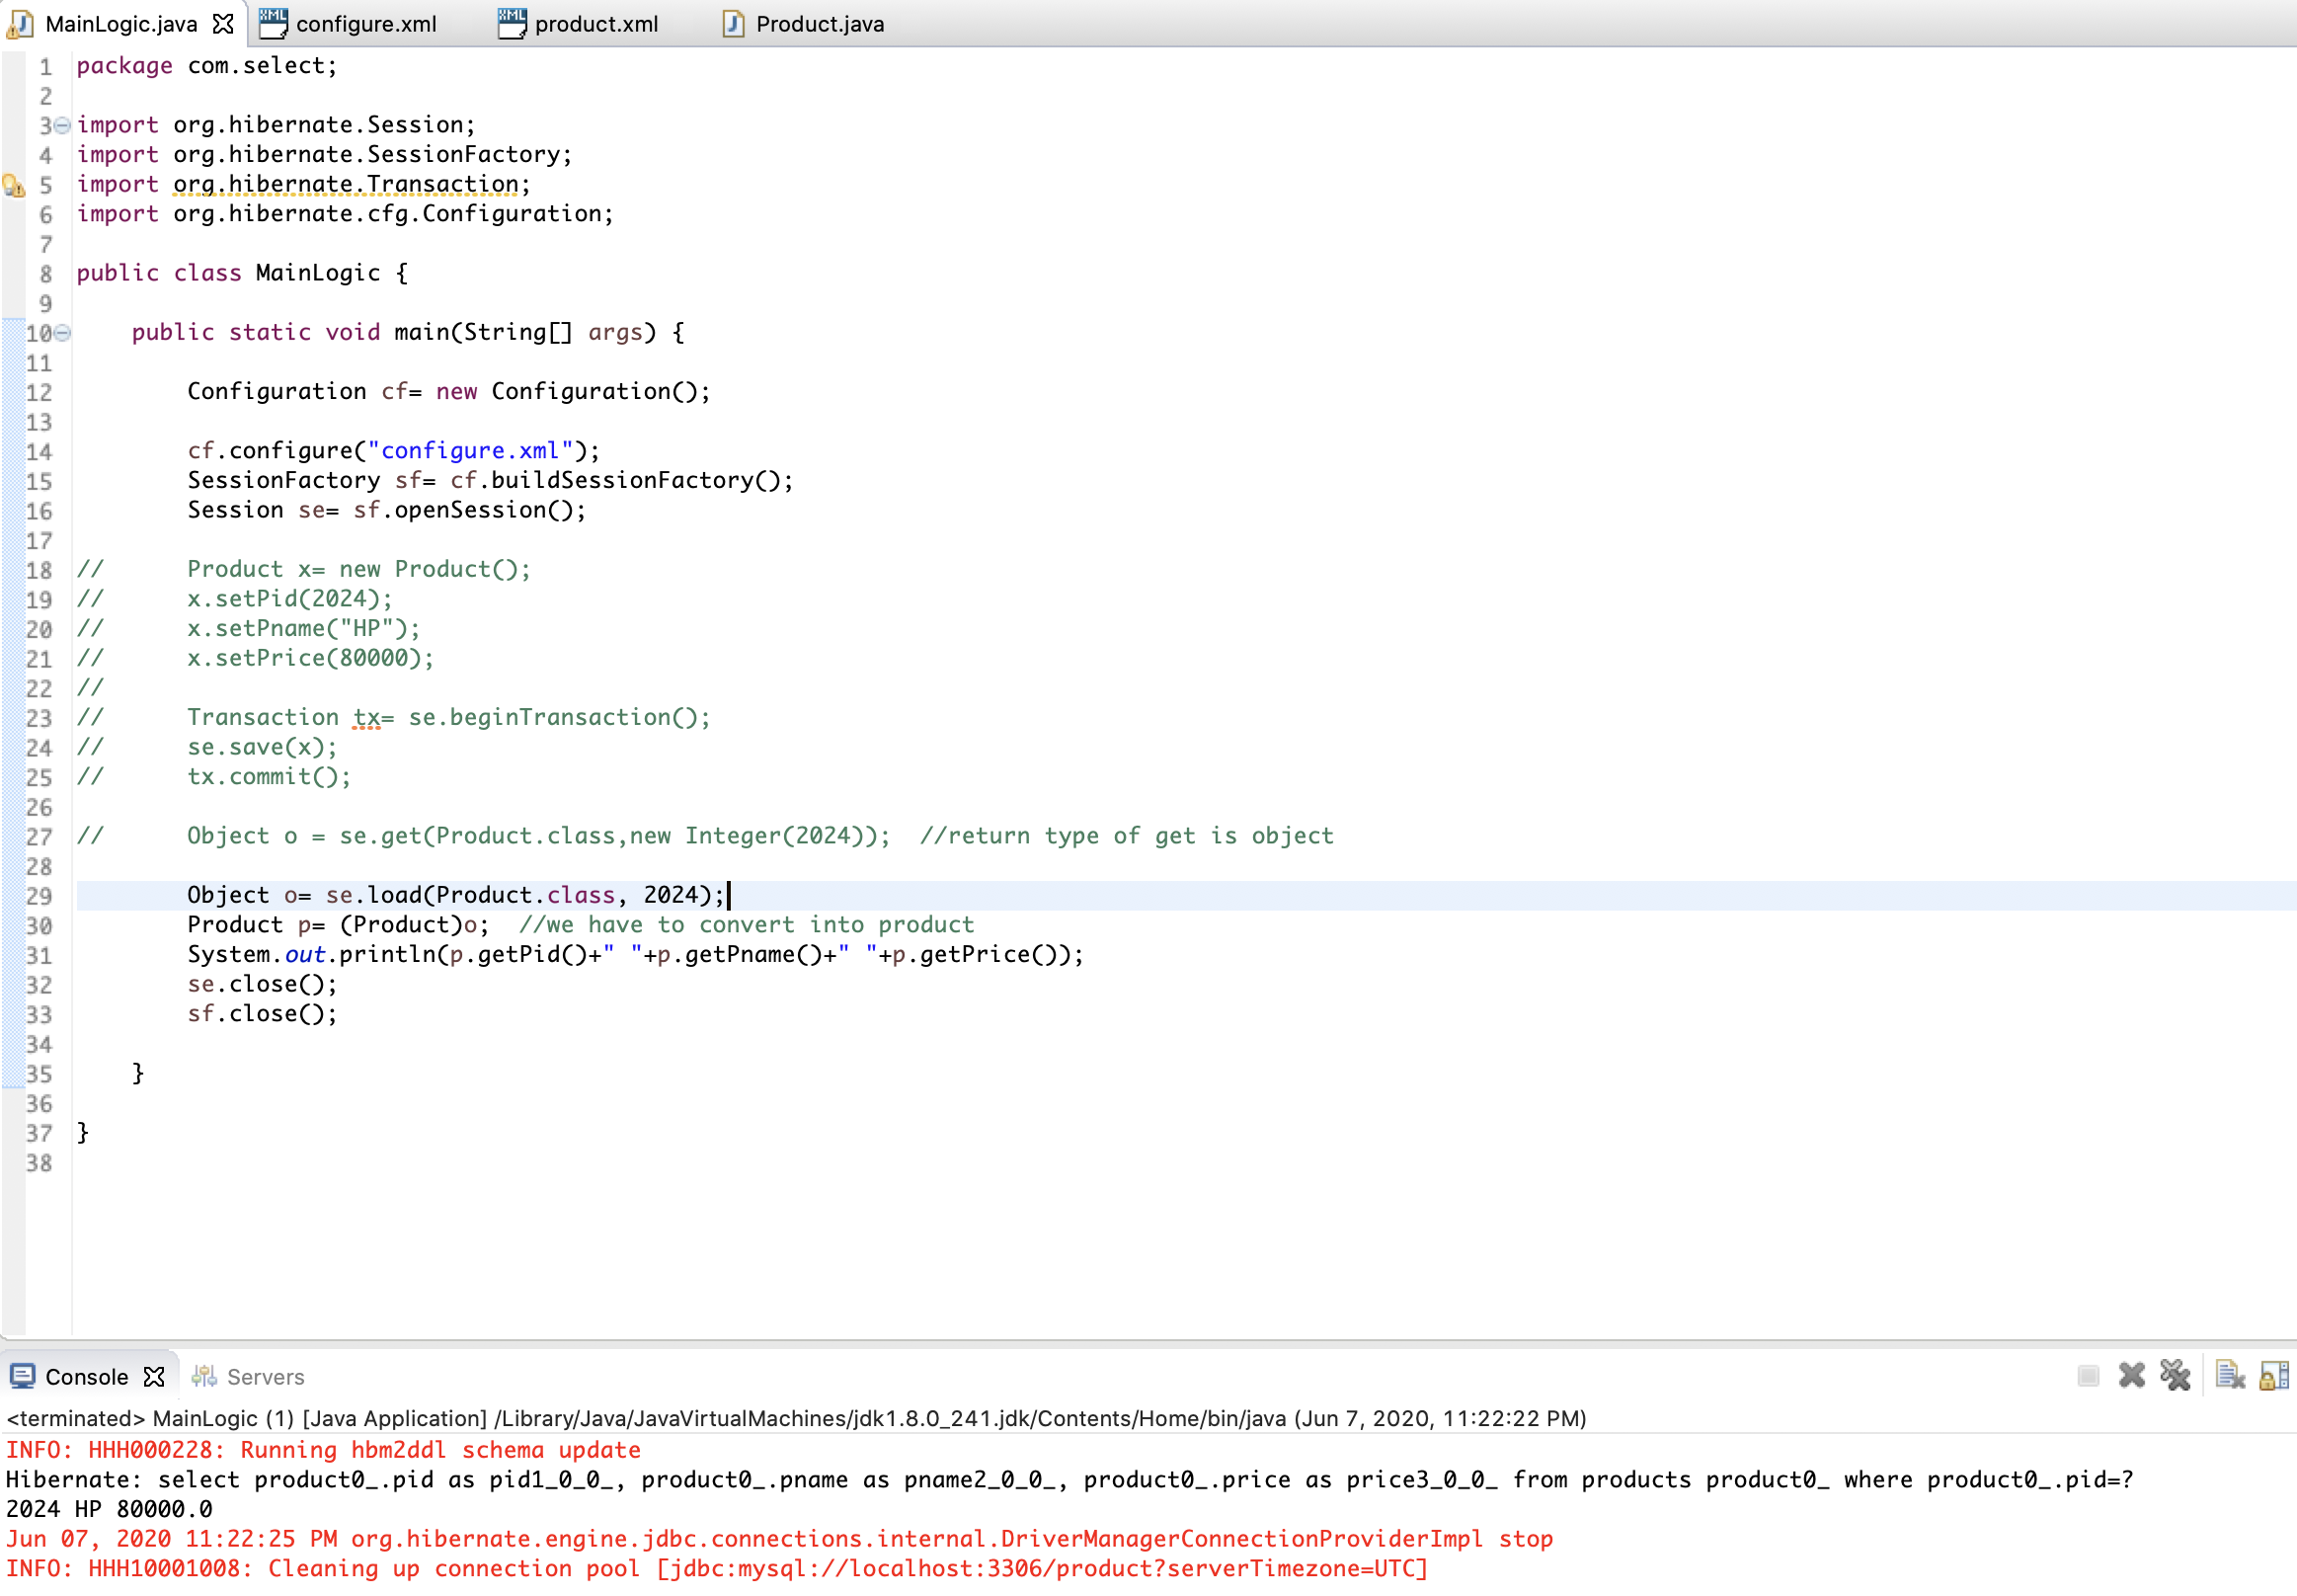 MainLogic.java configure.xml product.xml Product.java
1 package com.select;
2
3 import org.hibernate.Session;
4 import org.hibernate.SessionFactory;
5 import org.hibernate.Transaction;
6 import org.hibernate.cfg.Configuration;
7
8 public class MainLogic {
9
10     public static void main(String[] args) {
11
12         Configuration cf= new Configuration();
13
14         cf.configure("configure.xml");
15         SessionFactory sf= cf.buildSessionFactory();
16         Session se= sf.openSession();
17
18 //      Product x= new Product();
19 //      x.setPid(2024);
20 //      x.setPname("HP");
21 //      x.setPrice(80000);
22 //
23 //      Transaction tx= se.beginTransaction();
24 //      se.save(x);
25 //      tx.commit();
26
27 //      Object o = se.get(Product.class,new Integer(2024));  //return type of get is object
28
29         Object o= se.load(Product.class, 2024);
30         Product p= (Product)o;  //we have to convert into product
31         System.out.println(p.getPid()+" "+p.getPname()+" "+p.getPrice());
32         se.close();
33         sf.close();
34
35     }
36
37 }
38
Console Servers
<terminated> MainLogic (1) [Java Application] /Library/Java/JavaVirtualMachines/jdk1.8.0_241.jdk/Contents/Home/bin/java (Jun 7, 2020, 11:22:22 PM)
INFO: HHH000228: Running hbm2ddl schema update
Hibernate: select product0_.pid as pid1_0_0_, product0_.pname as pname2_0_0_, product0_.price as price3_0_0_ from products product0_ where product0_.pid=?
2024 HP 80000.0
Jun 07, 2020 11:22:25 PM org.hibernate.engine.jdbc.connections.internal.DriverManagerConnectionProviderImpl stop
INFO: HHH10001008: Cleaning up connection pool [jdbc:mysql://localhost:3306/product?serverTimezone=UTC]